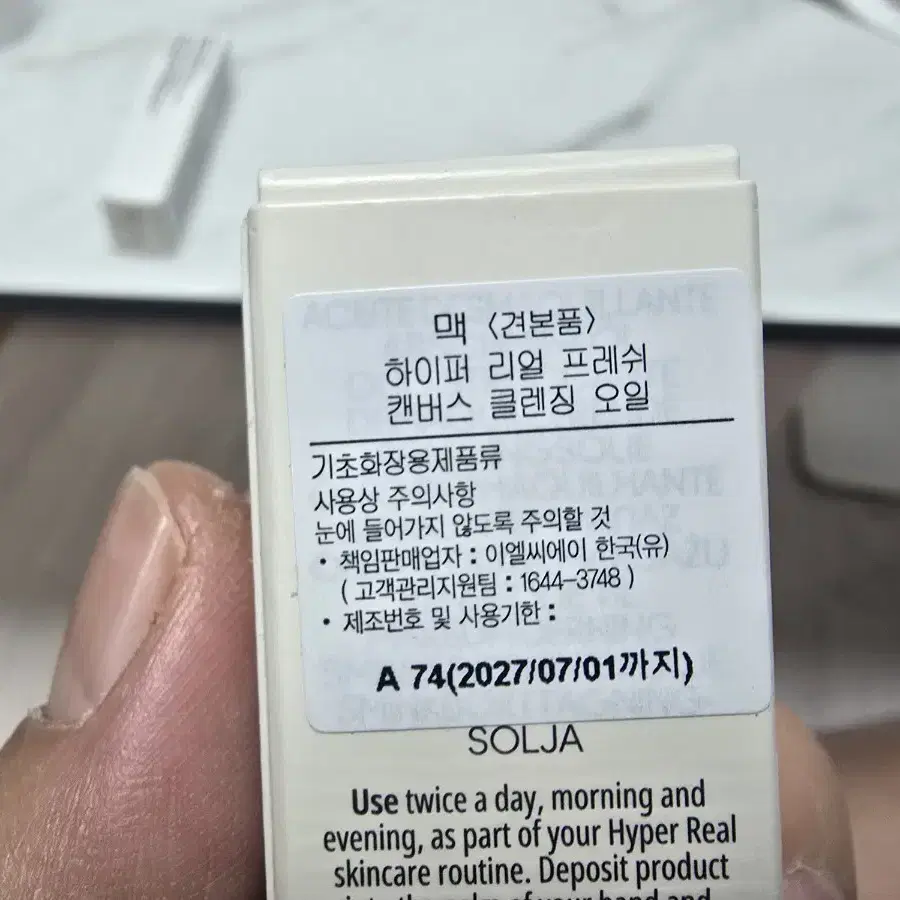 맥 〈견본품〉
하이퍼 리얼 프레쉬
캔버스 클렌징 오일
기초화장용제품류
사용상 주의사항
눈에 들어가지 않도록 주의할 것
• 책임판매업자 : 이엘씨에이 한국(유)
( 고객관리지원팀 : 1644-3748 )
• 제조번호 및 사용기한 :
A 74(2027/07/01까지)
SOLJA
Use twice a day, morning and
evening, as part of your Hyper Real
skincare routine. Deposit product